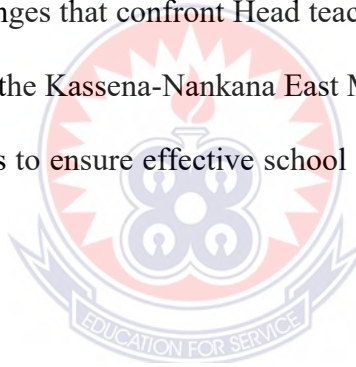 nges that confront Head teac
the Kassena-Nankana East M
s to ensure effective school
EDUCATION FOR SERVICE